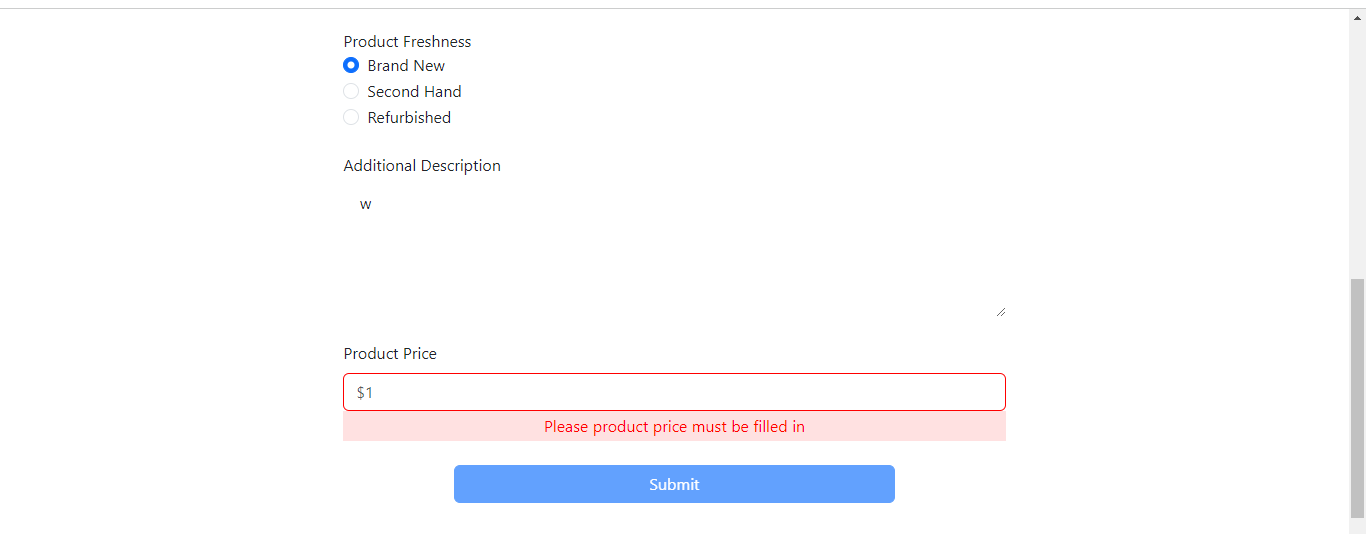 Product Freshness
Brand New
Second Hand
Refurbished
Additional Description
w
Product Price
$1
Please product price must be filled in
Submit